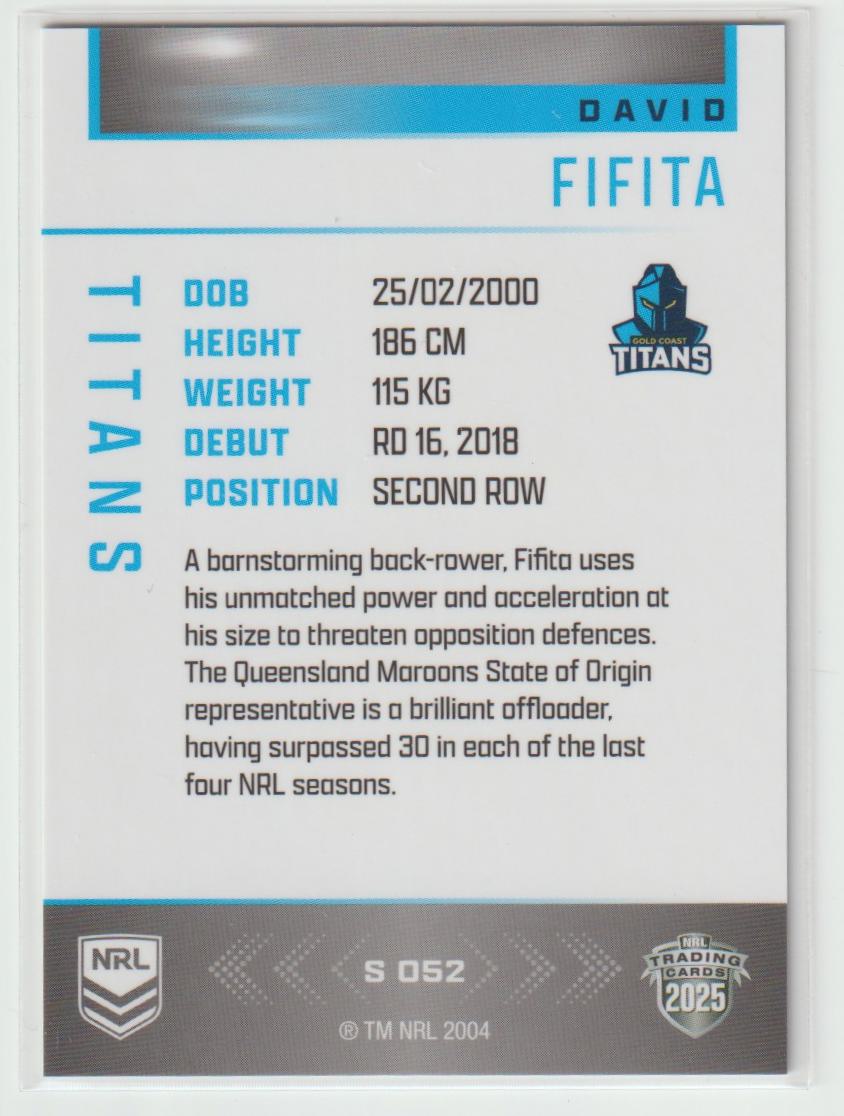 DAVID
FIFITA
TITANS
DOB 25/02/2000
HEIGHT 186 CM
WEIGHT 115 KG
DEBUT RD 16, 2018
POSITION SECOND ROW
GOLD COAST
TITANS
A barnstorming back-rower, Fifita uses
his unmatched power and acceleration at
his size to threaten opposition defences.
The Queensland Maroons State of Origin
representative is a brilliant offloader,
having surpassed 30 in each of the last
four NRL seasons.
NRL
S 052
® TM NRL 2004
NRL
TRADING
CARDS
2025